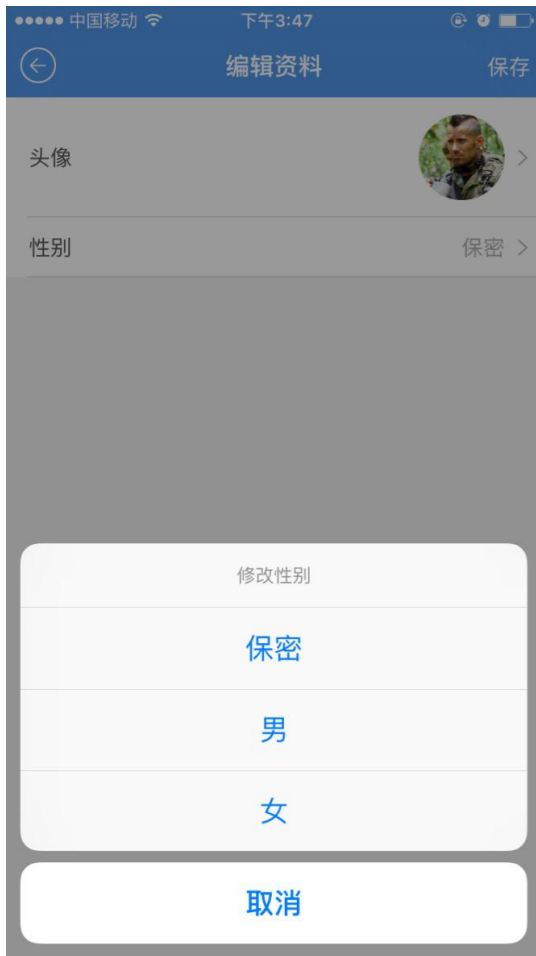 中国移动 下午3:47
编辑资料 保存
头像
性别 保密
修改性别
保密
男
女
取消